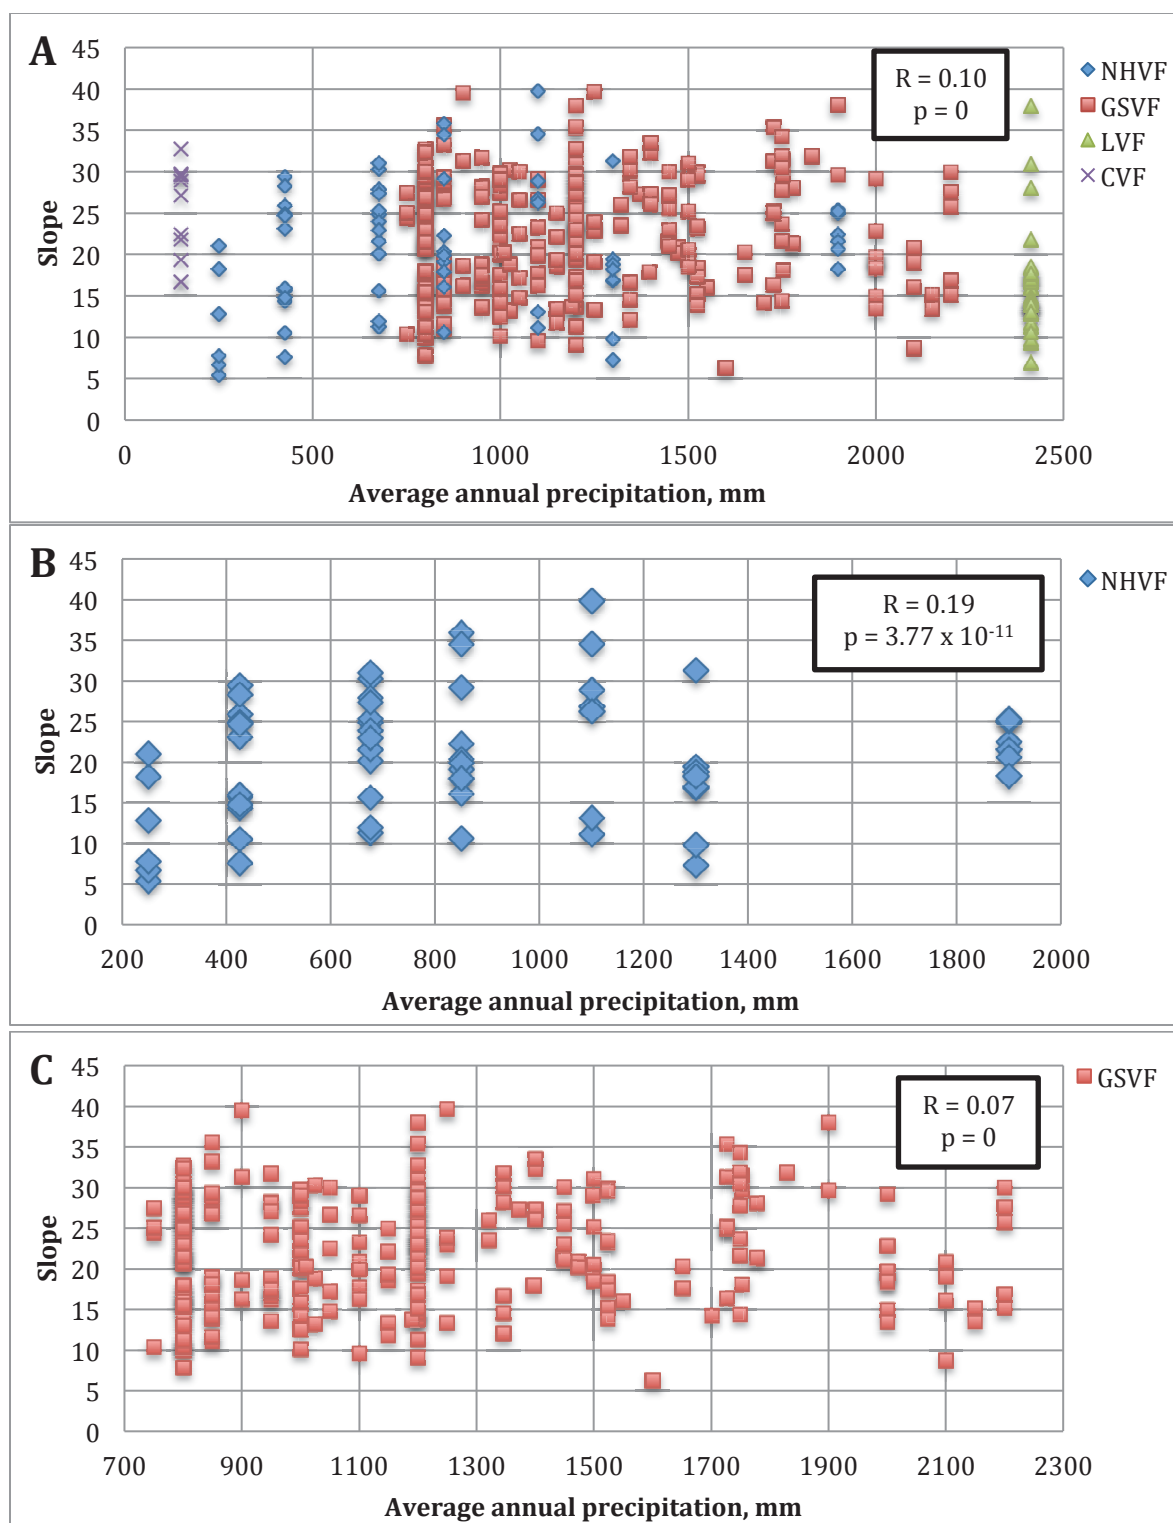 A
45
40
35
30
25
20
15
10
5
0
Slope
R = 0.10
p = 0
NHVF
GSVF
LVF
CVF
0 500 1000 1500 2000 2500
Average annual precipitation, mm
B
45
40
35
30
25
20
15
10
5
0
Slope
R = 0.19
p = 3.77 x 10⁻¹¹
NHVF
200 400 600 800 1000 1200 1400 1600 1800 2000
Average annual precipitation, mm
C
45
40
35
30
25
20
15
10
5
0
Slope
R = 0.07
p = 0
GSVF
700 900 1100 1300 1500 1700 1900 2100 2300
Average annual precipitation, mm